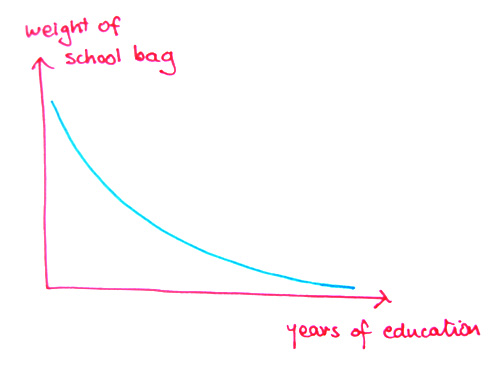 weight of
school bag
years of education